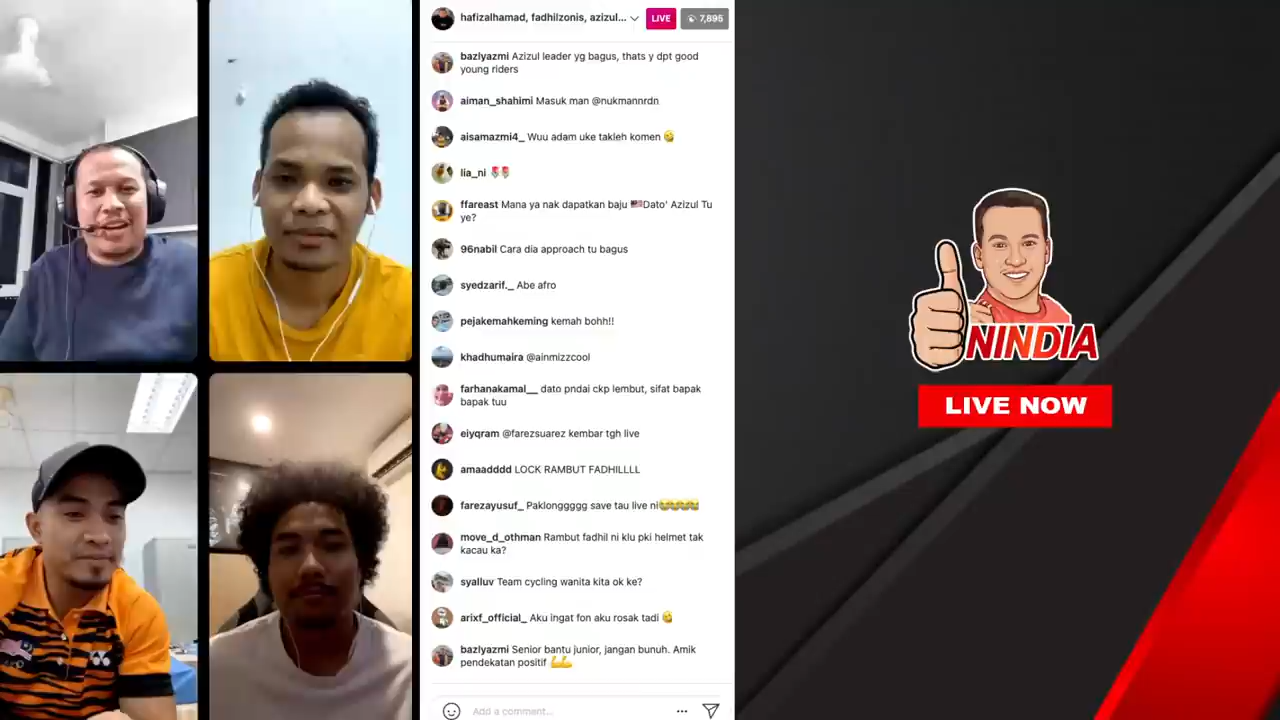 hafizalhamad, fadhilzonis, azizul...
LIVE
7,895
bazlyazmi Azizul leader yg bagus, thats y dpt good
young riders
aiman_shahimi Masuk man @nukmannrdn
aisamazmi4_ Wuu adam uke takleh komen 🤪
lia_ni 🌷🌷
ffareast Mana ya nak dapatkan baju 🇲🇾Dato' Azizul Tu
ye?
96nabil Cara dia approach tu bagus
syedzarif._ Abe afro
pejakemahkeming kemah bohh!!
khadhumaira @ainmizzcool
farhanakamal__ dato pndai ckp lembut, sifat bapak
bapak tuu
eiyqram @farezsuarez kembar tgh live
amaadddd LOCK RAMBUT FADHILLLL
farezayusuf_ Paklonggggg save tau live ni😂😂😂😂
move_d_othman Rambut fadhil ni klu pki helmet tak
kacau ka?
syalluv Team cycling wanita kita ok ke?
arixf_official_ Aku ingat fon aku rosak tadi 🤪
bazlyazmi Senior bantu junior, jangan bunuh. Amik
pendekatan positif 💪💪
Add a comment...
NINDIA
LIVE NOW